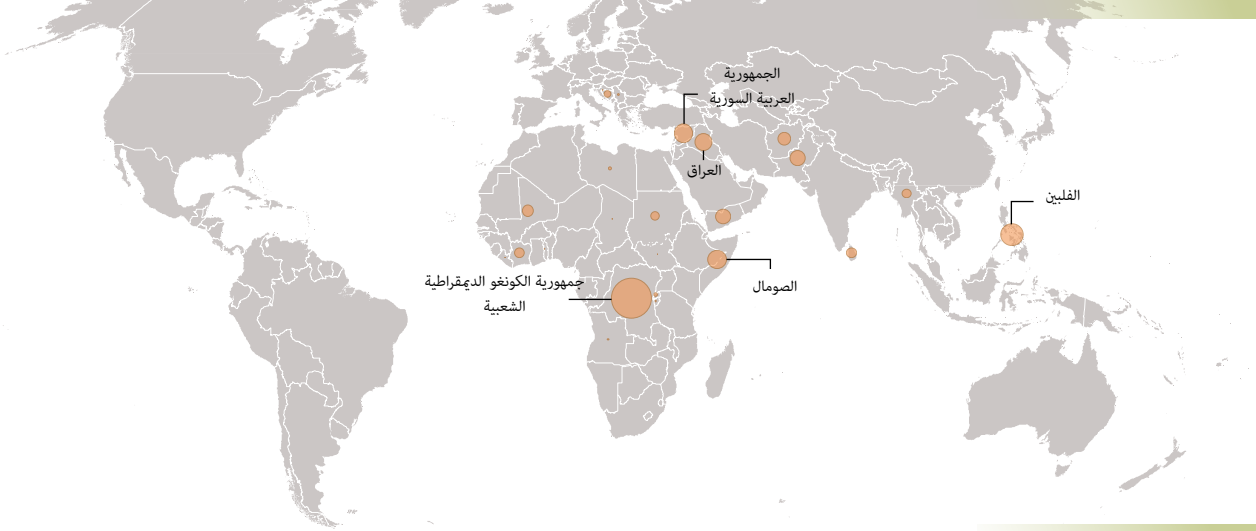 الجمهورية
العربية السورية
العراق
الفلبين
الصومال
جمهورية الكونغو الديمقراطية
الشعبية